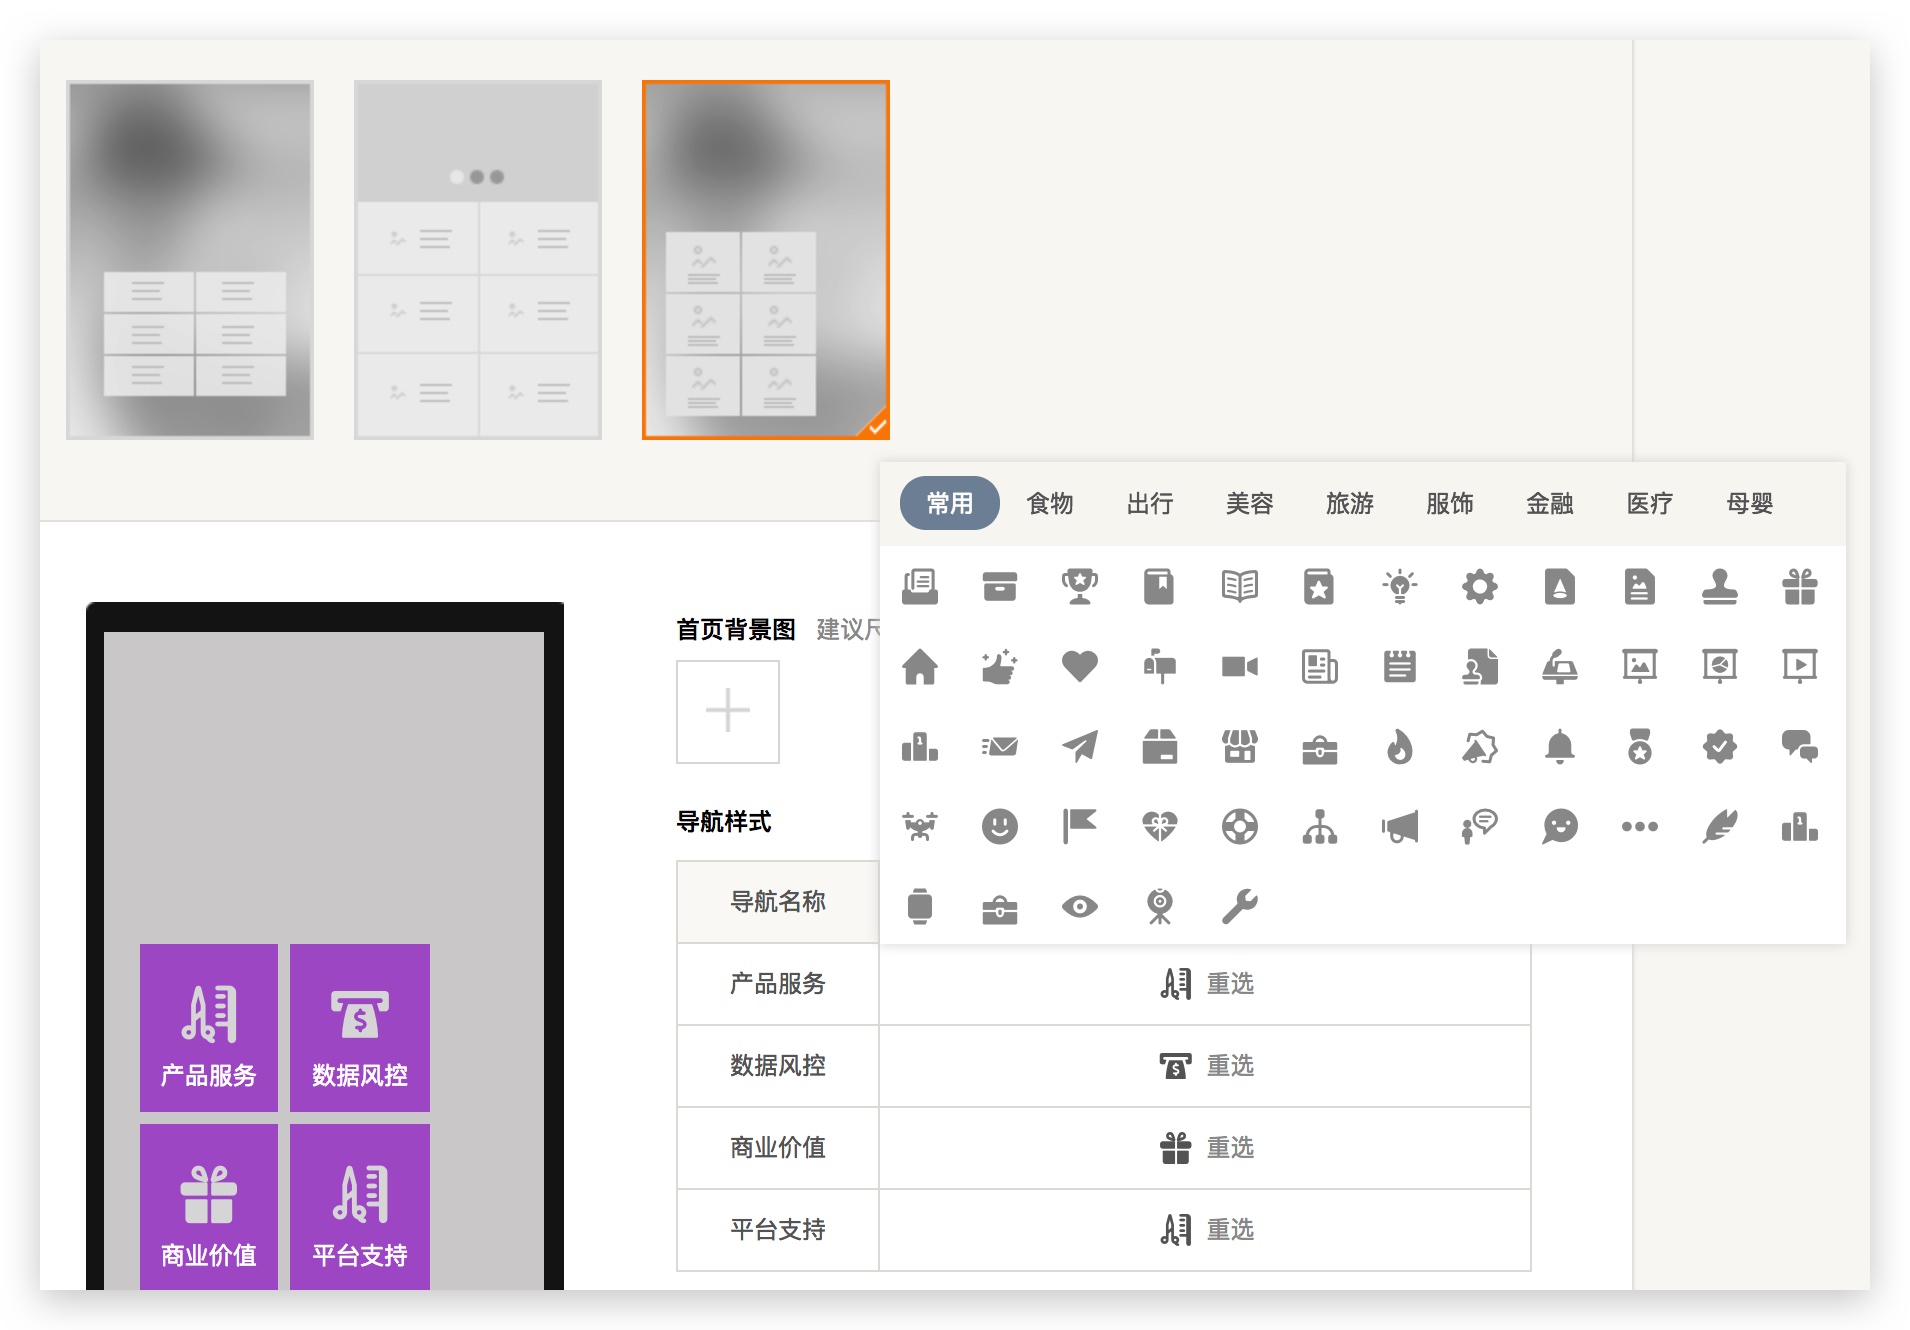 常用 食物 出行 美容 旅游 服饰 金融 医疗 母婴
首页背景图 建议
导航样式
导航名称
产品服务 重选
数据风控 重选
商业价值 重选
平台支持 重选
产品服务 数据风控
商业价值 平台支持